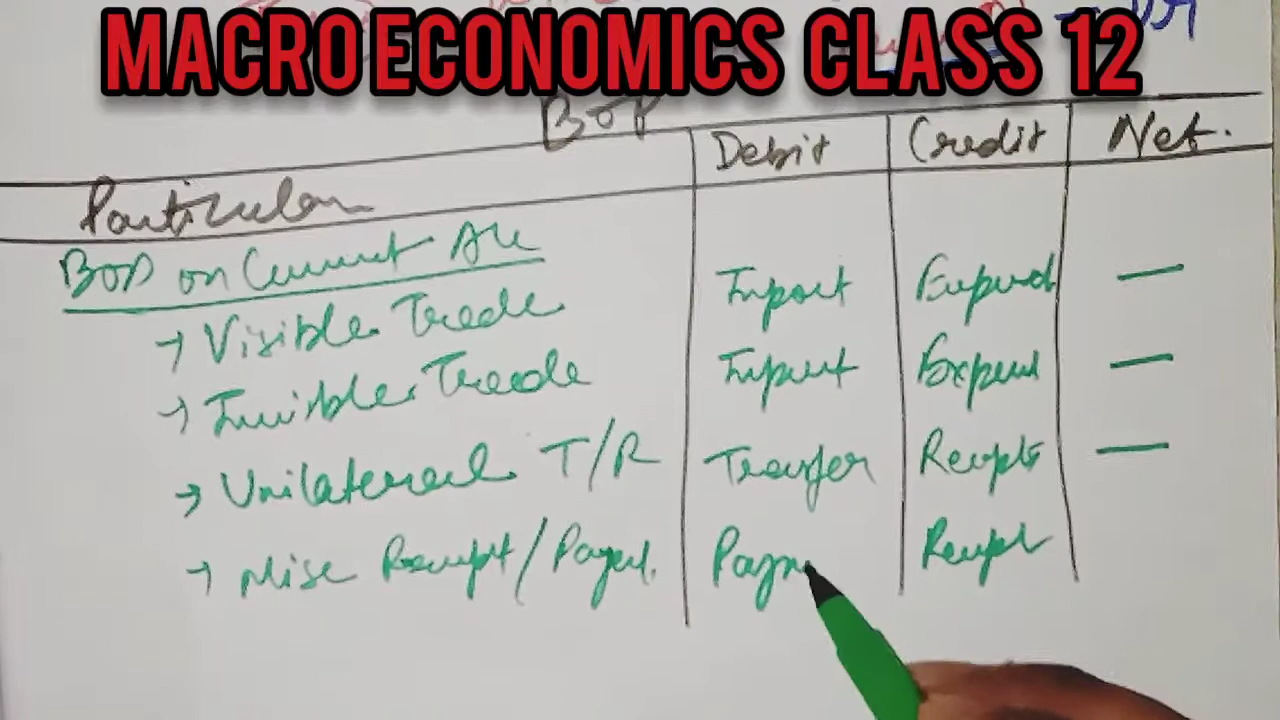 MACRO ECONOMICS CLASS 12
BOP
Particular Debit Credit Net.
BOP on Current A/c
→ Visible Trade Import Export —
→ Invisible Trade Import Export —
→ Unilateral T/R Transfer Receipts —
→ Misc Receipt/Paymt. Paym Receipt